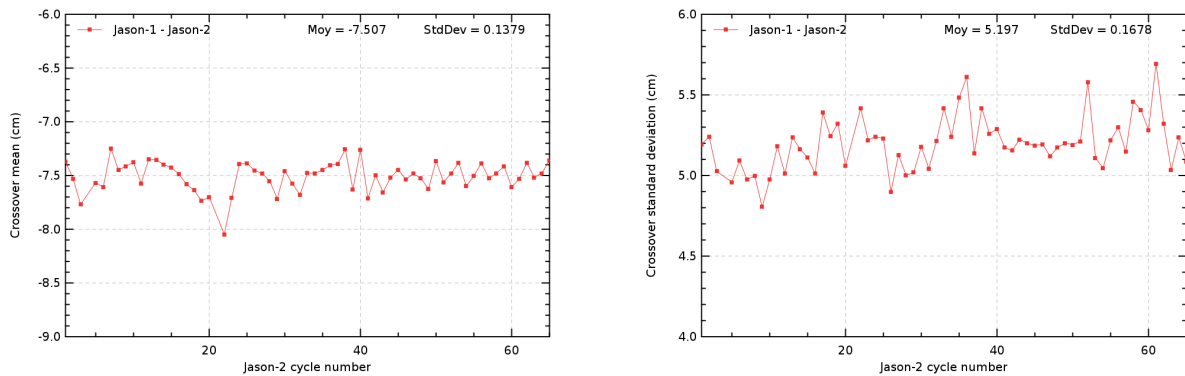 -6.0
Jason-1 - Jason-2 Moy = -7.507 StdDev = 0.1379
-6.5
-7.0
-7.5
-8.0
-8.5
-9.0
Crossover mean (cm)
20 40 60
Jason-2 cycle number
6.0
Jason-1 - Jason-2 Moy = 5.197 StdDev = 0.1678
5.5
5.0
4.5
4.0
Crossover standard deviation (cm)
20 40 60
Jason-2 cycle number